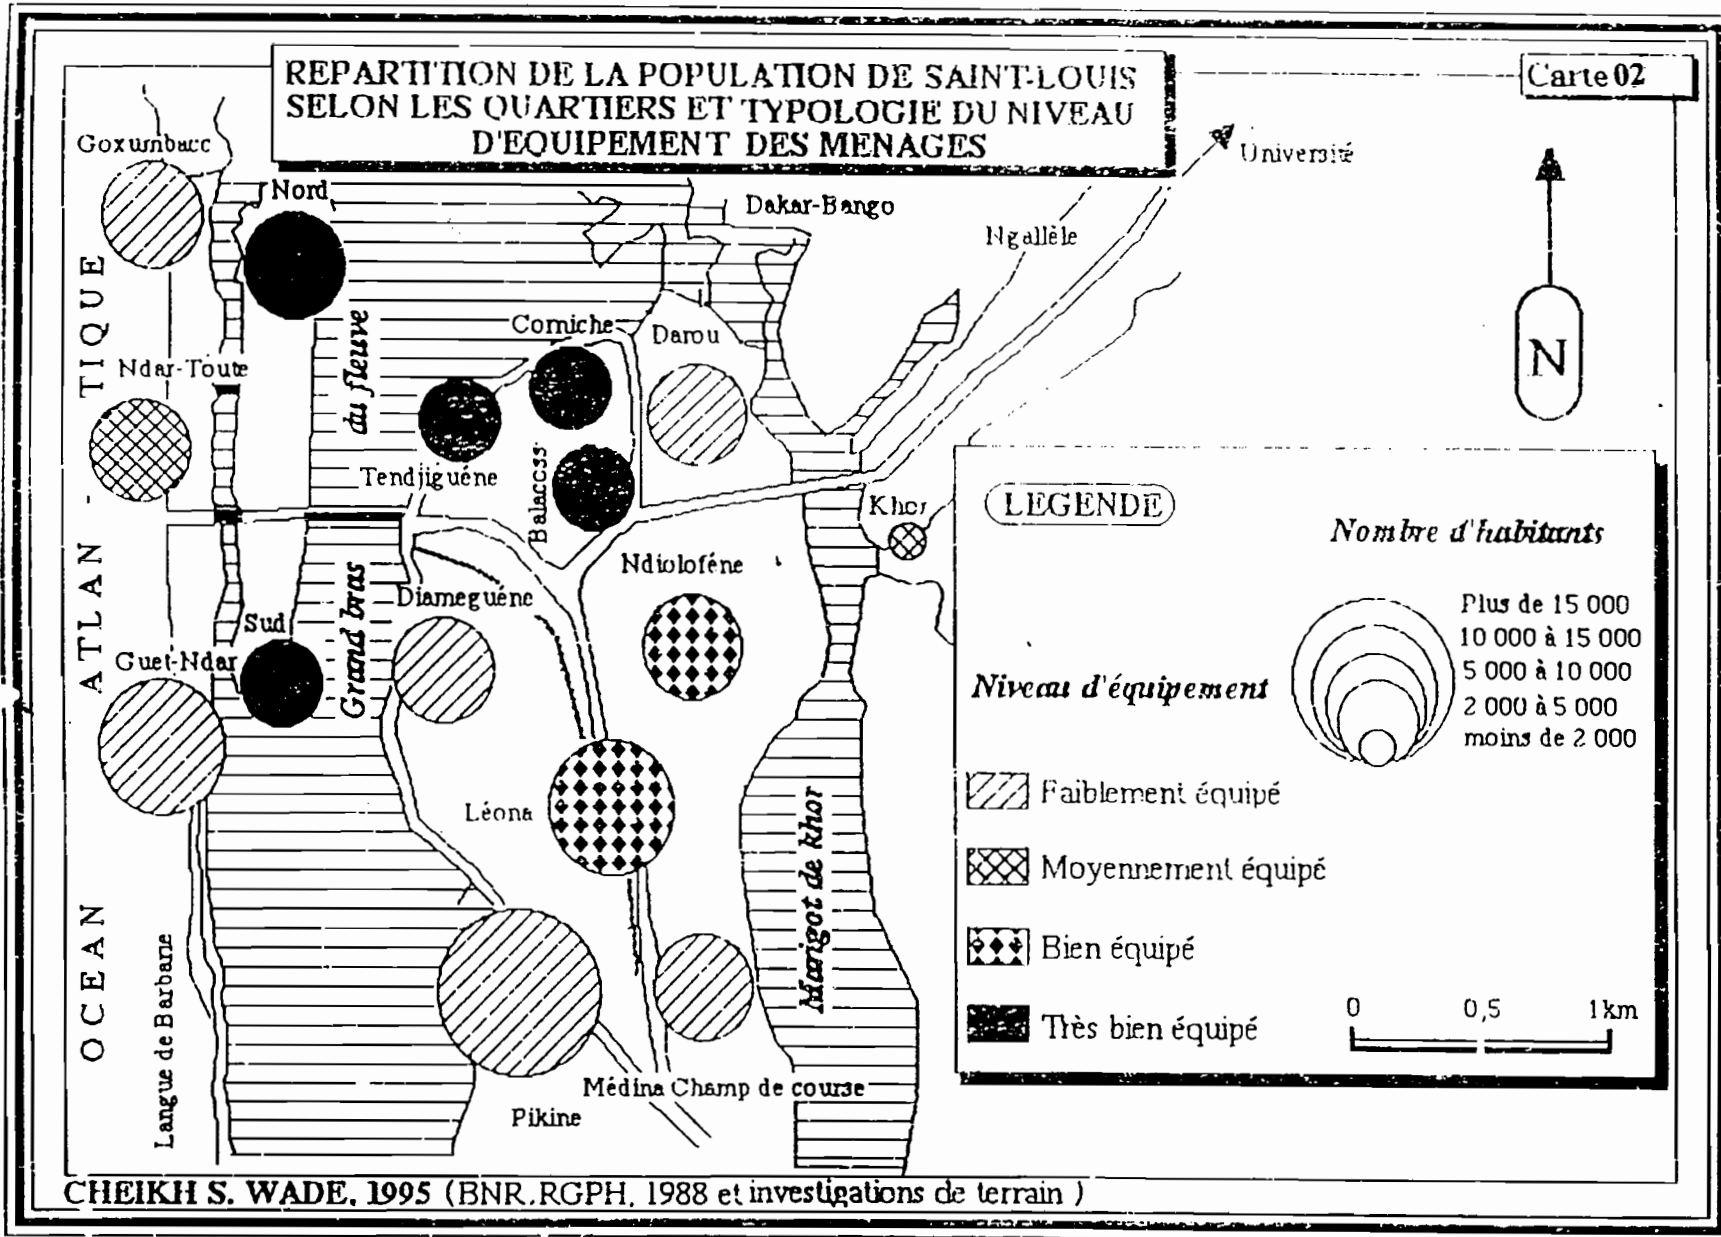 REPARTITION DE LA POPULATION DE SAINT-LOUIS
SELON LES QUARTIERS ET TYPOLOGIE DU NIVEAU
D'EQUIPEMENT DES MENAGES
Carte 02
Université
Goxumbacc
Nord
Dakar-Bango
Ngallèle
Corniche
Darou
Ndar-Toute
du fleuve
Tendjiguéne
Balacoss
Khor
Ndioloféne
Diameguéne
Sud
Grand bras
Guet-Ndar
Léona
Marigot de khor
Langue de Barbarie
Médina Champ de course
Pikine
OCEAN ATLAN - TIQUE
N
LEGENDE
Nombre d'habitants
Plus de 15 000
10 000 à 15 000
5 000 à 10 000
2 000 à 5 000
moins de 2 000
Niveau d'équipement
Faiblement équipé
Moyennement équipé
Bien équipé
Très bien équipé
0 0,5 1km
CHEIKH S. WADE, 1995 (BNR.RGPH, 1988 et investigations de terrain )